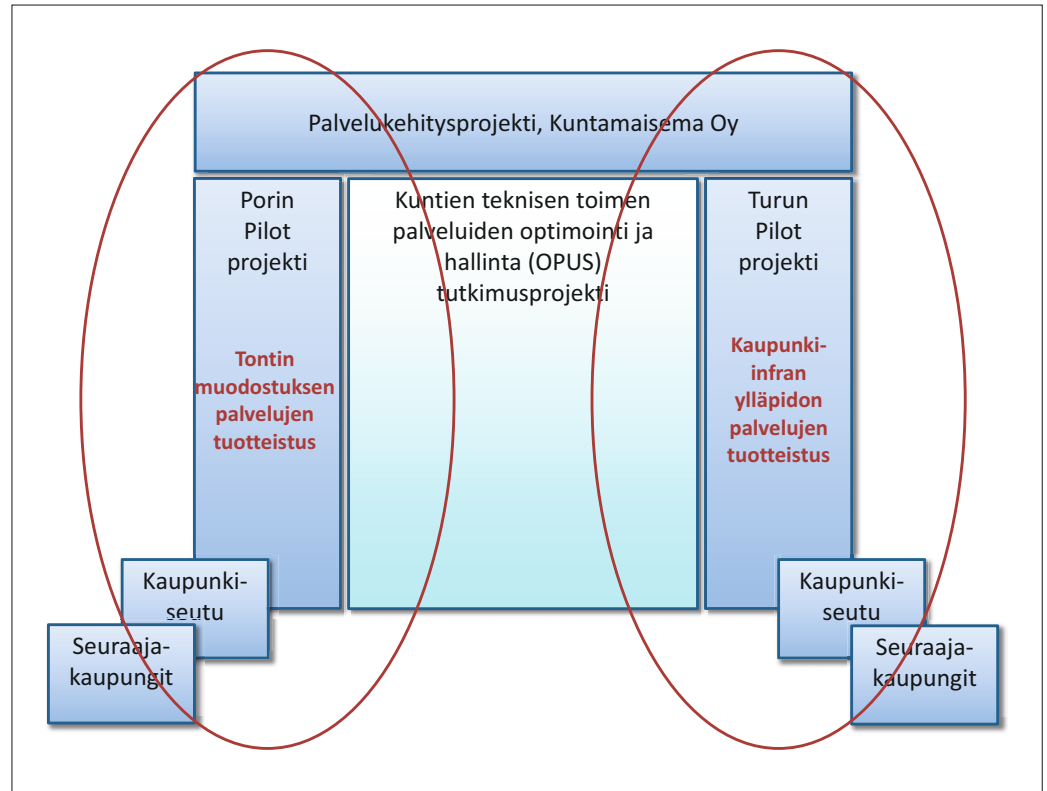 Palvelukehitysprojekti, Kuntamaisema Oy
Porin
Pilot
projekti
Tontin
muodostuksen
palvelujen
tuotteistus
Kuntien teknisen toimen
palveluiden optimointi ja
hallinta (OPUS)
tutkimusprojekti
Turun
Pilot
projekti
Kaupunki-
infran
ylläpidon
palvelujen
tuotteistus
Kaupunki-
seutu
Seuraaja-
kaupungit
Kaupunki-
seutu
Seuraaja-
kaupungit